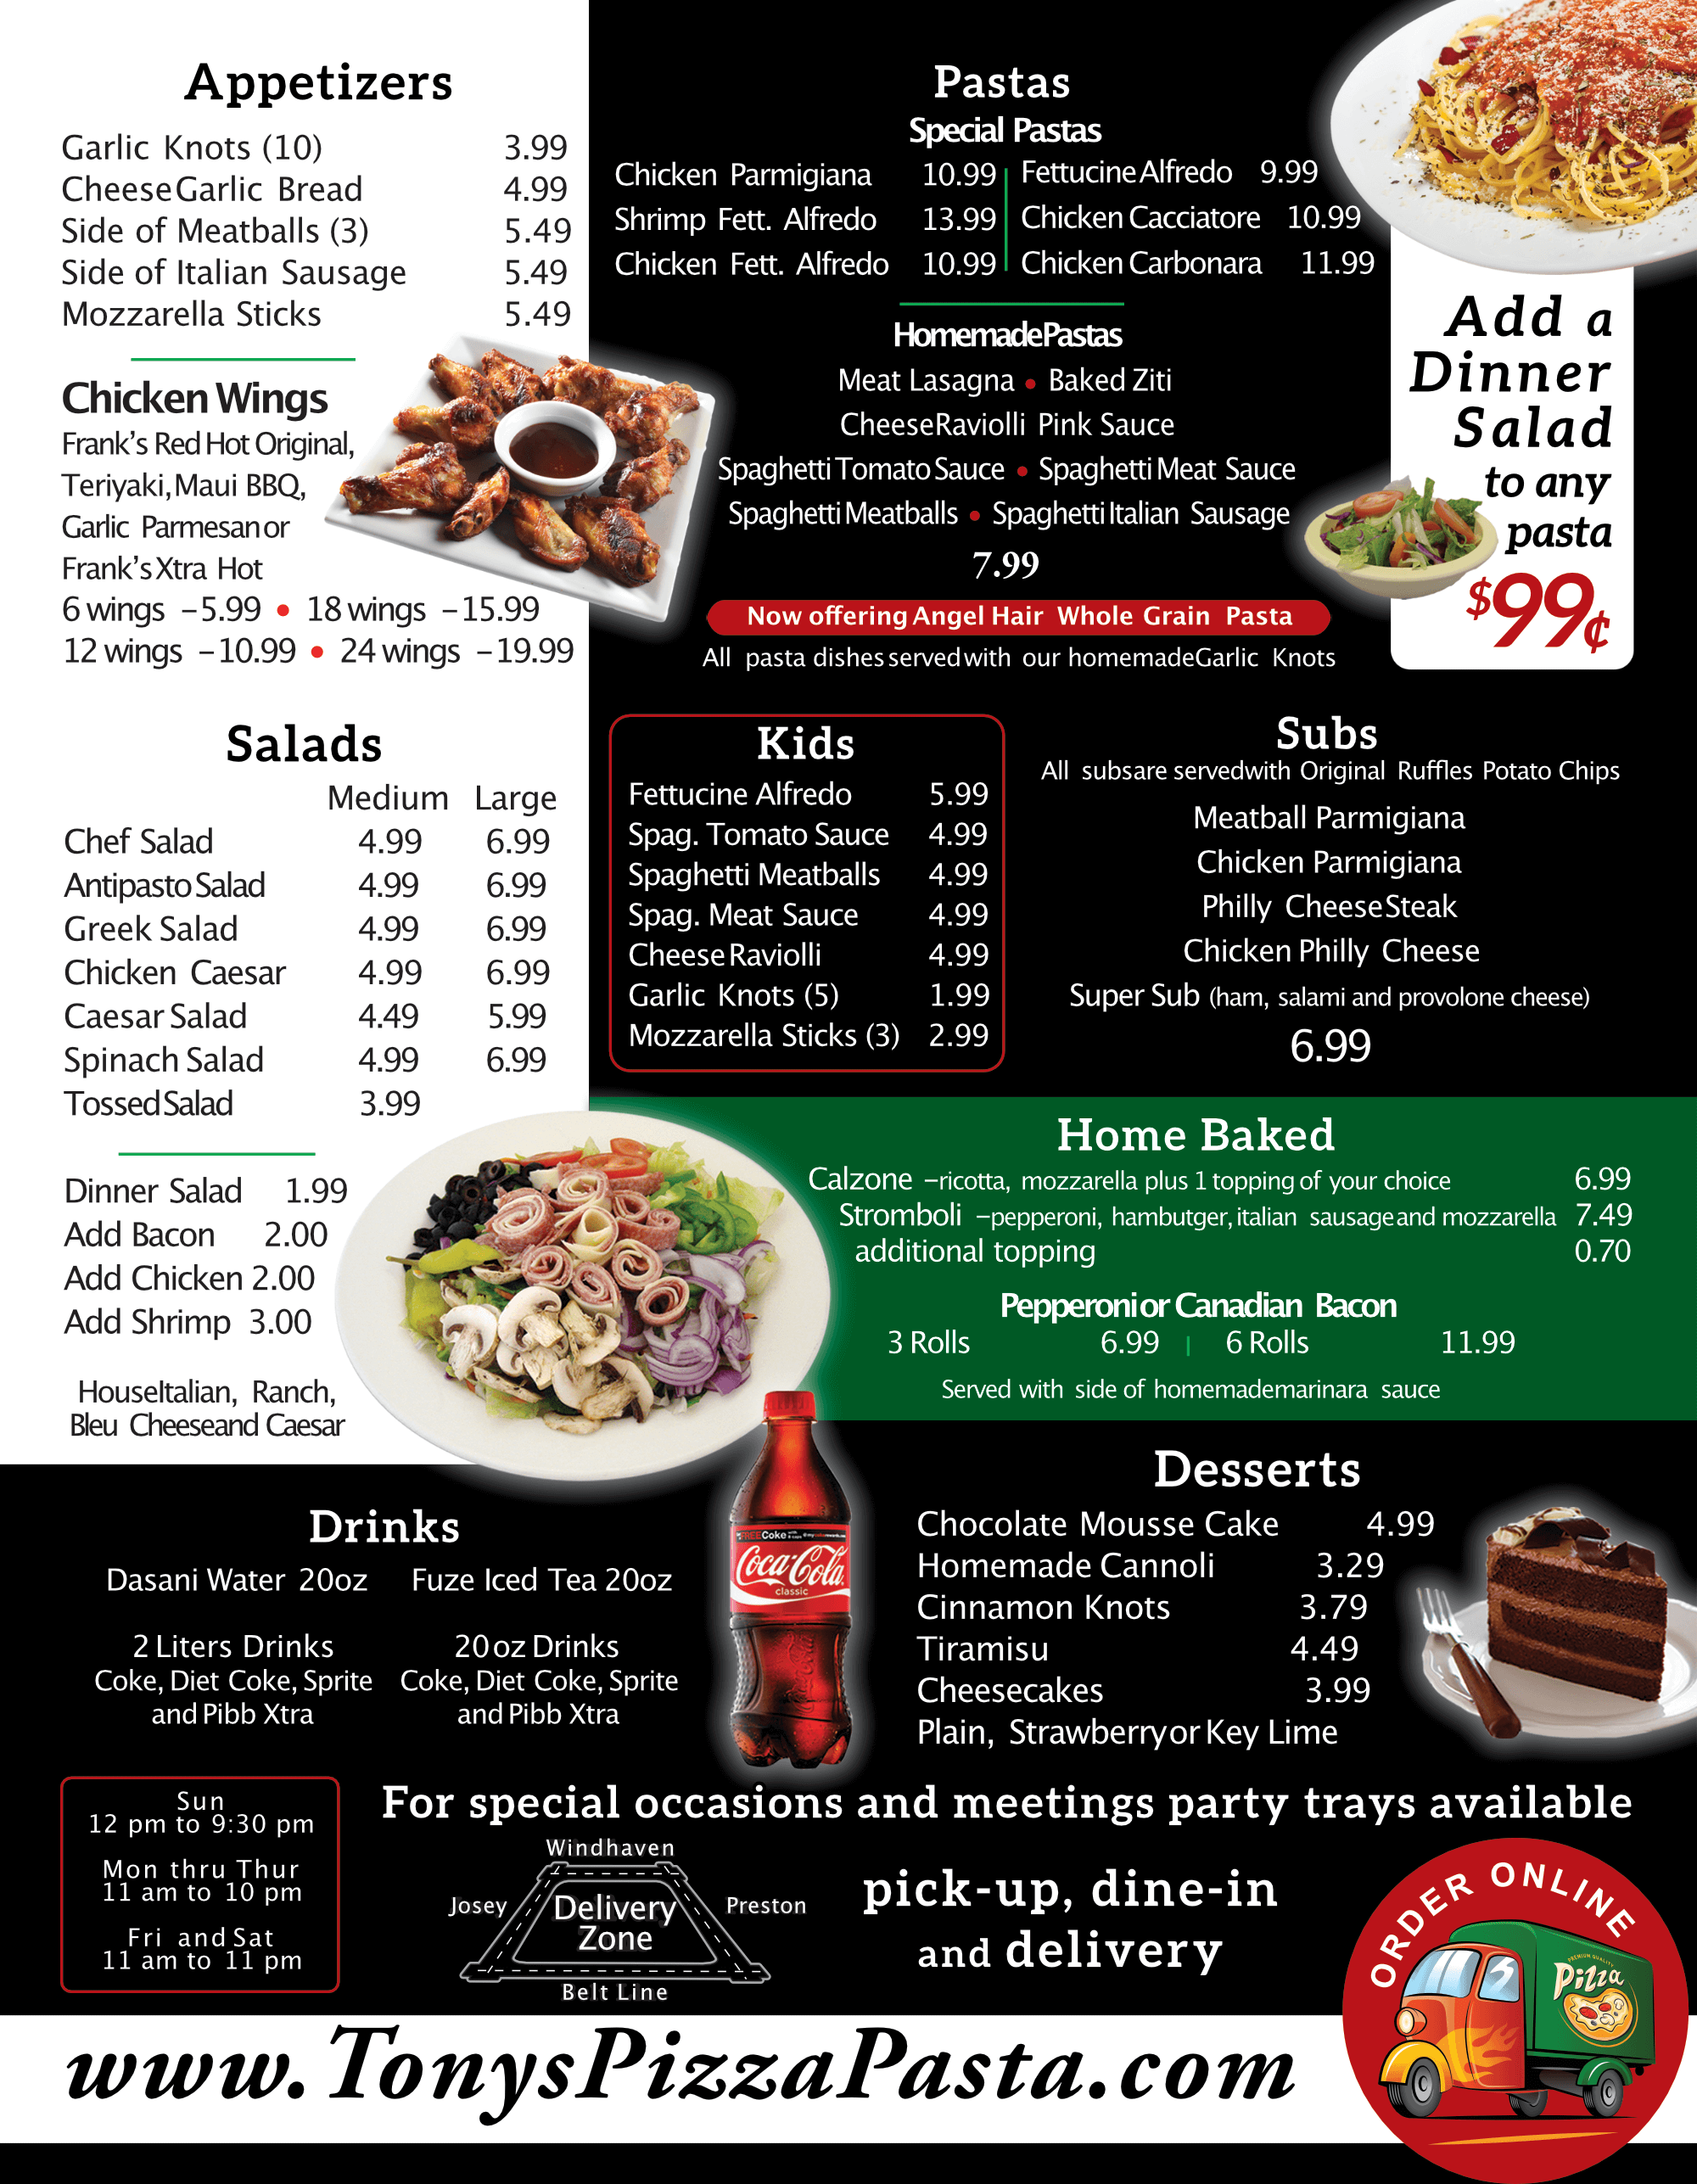 Appetizers
Garlic Knots (10) 3.99
Cheese Garlic Bread 4.99
Side of Meatballs (3) 5.49
Side of Italian Sausage 5.49
Mozzarella Sticks 5.49
Chicken Wings
Frank's Red Hot Original,
Teriyaki, Maui BBQ,
Garlic Parmesan or
Frank's Xtra Hot
6 wings – 5.99 • 18 wings – 15.99
12 wings – 10.99 • 24 wings – 19.99
Salads
Medium Large
Chef Salad 4.99 6.99
Antipasto Salad 4.99 6.99
Greek Salad 4.99 6.99
Chicken Caesar 4.99 6.99
Caesar Salad 4.49 5.99
Spinach Salad 4.99 6.99
Tossed Salad 3.99
Dinner Salad 1.99
Add Bacon 2.00
Add Chicken 2.00
Add Shrimp 3.00
House Italian, Ranch,
Bleu Cheese and Caesar
Pastas
Special Pastas
Chicken Parmigiana 10.99 | Fettucine Alfredo 9.99
Shrimp Fett. Alfredo 13.99 | Chicken Cacciatore 10.99
Chicken Fett. Alfredo 10.99 | Chicken Carbonara 11.99
Homemade Pastas
Meat Lasagna • Baked Ziti
Cheese Raviolli Pink Sauce
Spaghetti Tomato Sauce • Spaghetti Meat Sauce
Spaghetti Meatballs • Spaghetti Italian Sausage
7.99
Now offering Angel Hair Whole Grain Pasta
All pasta dishes served with our homemade Garlic Knots
Add a
Dinner
Salad
to any
pasta
$99¢
Kids
Fettucine Alfredo 5.99
Spag. Tomato Sauce 4.99
Spaghetti Meatballs 4.99
Spag. Meat Sauce 4.99
Cheese Raviolli 4.99
Garlic Knots (5) 1.99
Mozzarella Sticks (3) 2.99
Subs
All subs are served with Original Ruffles Potato Chips
Meatball Parmigiana
Chicken Parmigiana
Philly Cheese Steak
Chicken Philly Cheese
Super Sub (ham, salami and provolone cheese)
6.99
Home Baked
Calzone –ricotta, mozzarella plus 1 topping of your choice 6.99
Stromboli –pepperoni, hambutger, italian sausage and mozzarella 7.49
additional topping 0.70
Pepperoni or Canadian Bacon
3 Rolls 6.99 | 6 Rolls 11.99
Served with side of homemade marinara sauce
Drinks
Dasani Water 20oz Fuze Iced Tea 20oz
2 Liters Drinks
Coke, Diet Coke, Sprite
and Pibb Xtra
20 oz Drinks
Coke, Diet Coke, Sprite
and Pibb Xtra
FREE Coke
Coca-Cola
classic
Desserts
Chocolate Mousse Cake 4.99
Homemade Cannoli 3.29
Cinnamon Knots 3.79
Tiramisu 4.49
Cheesecakes 3.99
Plain, Strawberry or Key Lime
Sun
12 pm to 9:30 pm
Mon thru Thur
11 am to 10 pm
Fri and Sat
11 am to 11 pm
For special occasions and meetings party trays available
Windhaven
Josey
Delivery
Zone
Preston
Belt Line
pick-up, dine-in
and delivery
ORDER ONLINE
PREMIUM QUALITY
Pizza
www.TonysPizzaPasta.com